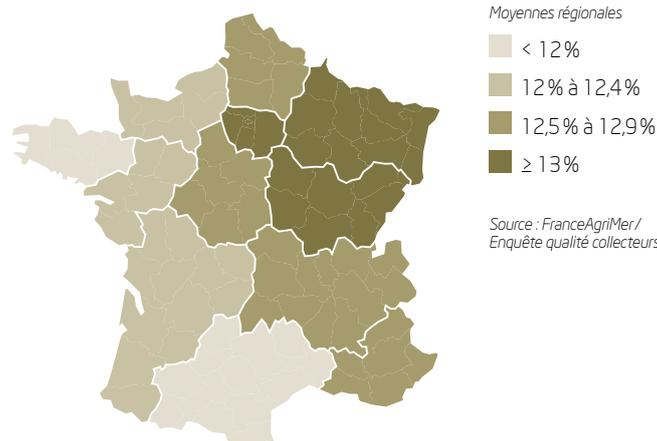 Moyennes régionales
< 12%
12% à 12,4%
12,5% à 12,9%
≥ 13%
Source : FranceAgriMer/
Enquête qualité collecteurs